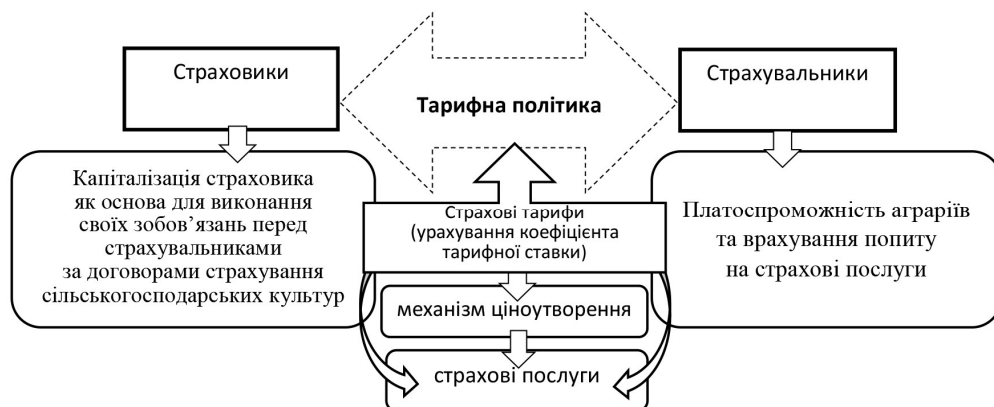 Страховики
Тарифна політика
Страхувальники
Капіталізація страховика
як основа для виконання
своїх зобов’язань перед
страхувальниками
за договорами страхування
сільськогосподарських культур
Страхові тарифи
(урахування коефіцієнта
тарифної ставки)
Платоспроможність аграріїв
та врахування попиту
на страхові послуги
механізм ціноутворення
страхові послуги